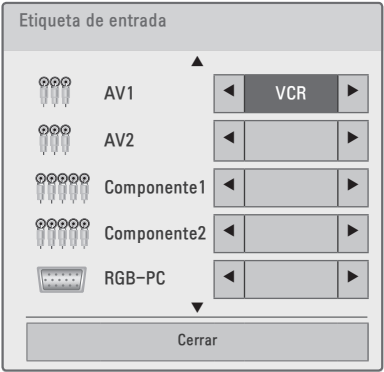 Etiqueta de entrada
AV1 VCR
AV2
Componente1
Componente2
RGB-PC
Cerrar